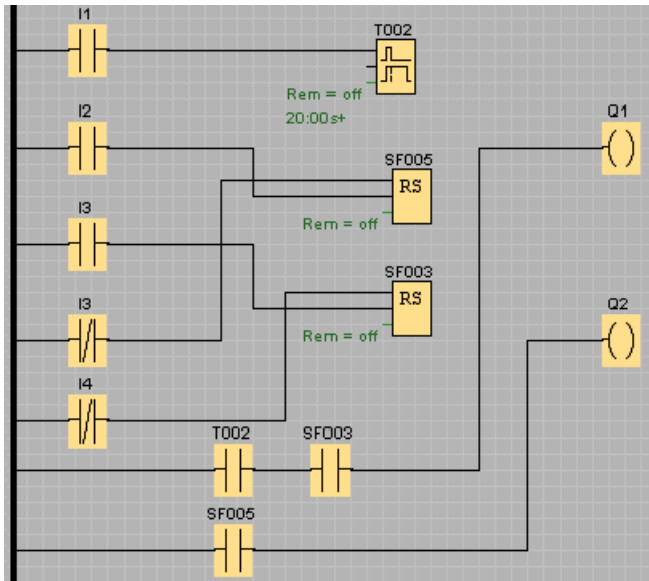 I1
T002
Rem = off
20:00s+
I2
Q1
SF005
RS
Rem = off
I3
SF003
RS
Rem = off
I3
Q2
I4
T002 SF003
SF005